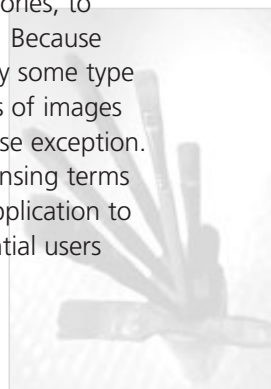 ories, to
Because
y some type
s of images
se exception.
nsing terms
pplication to
ntial users